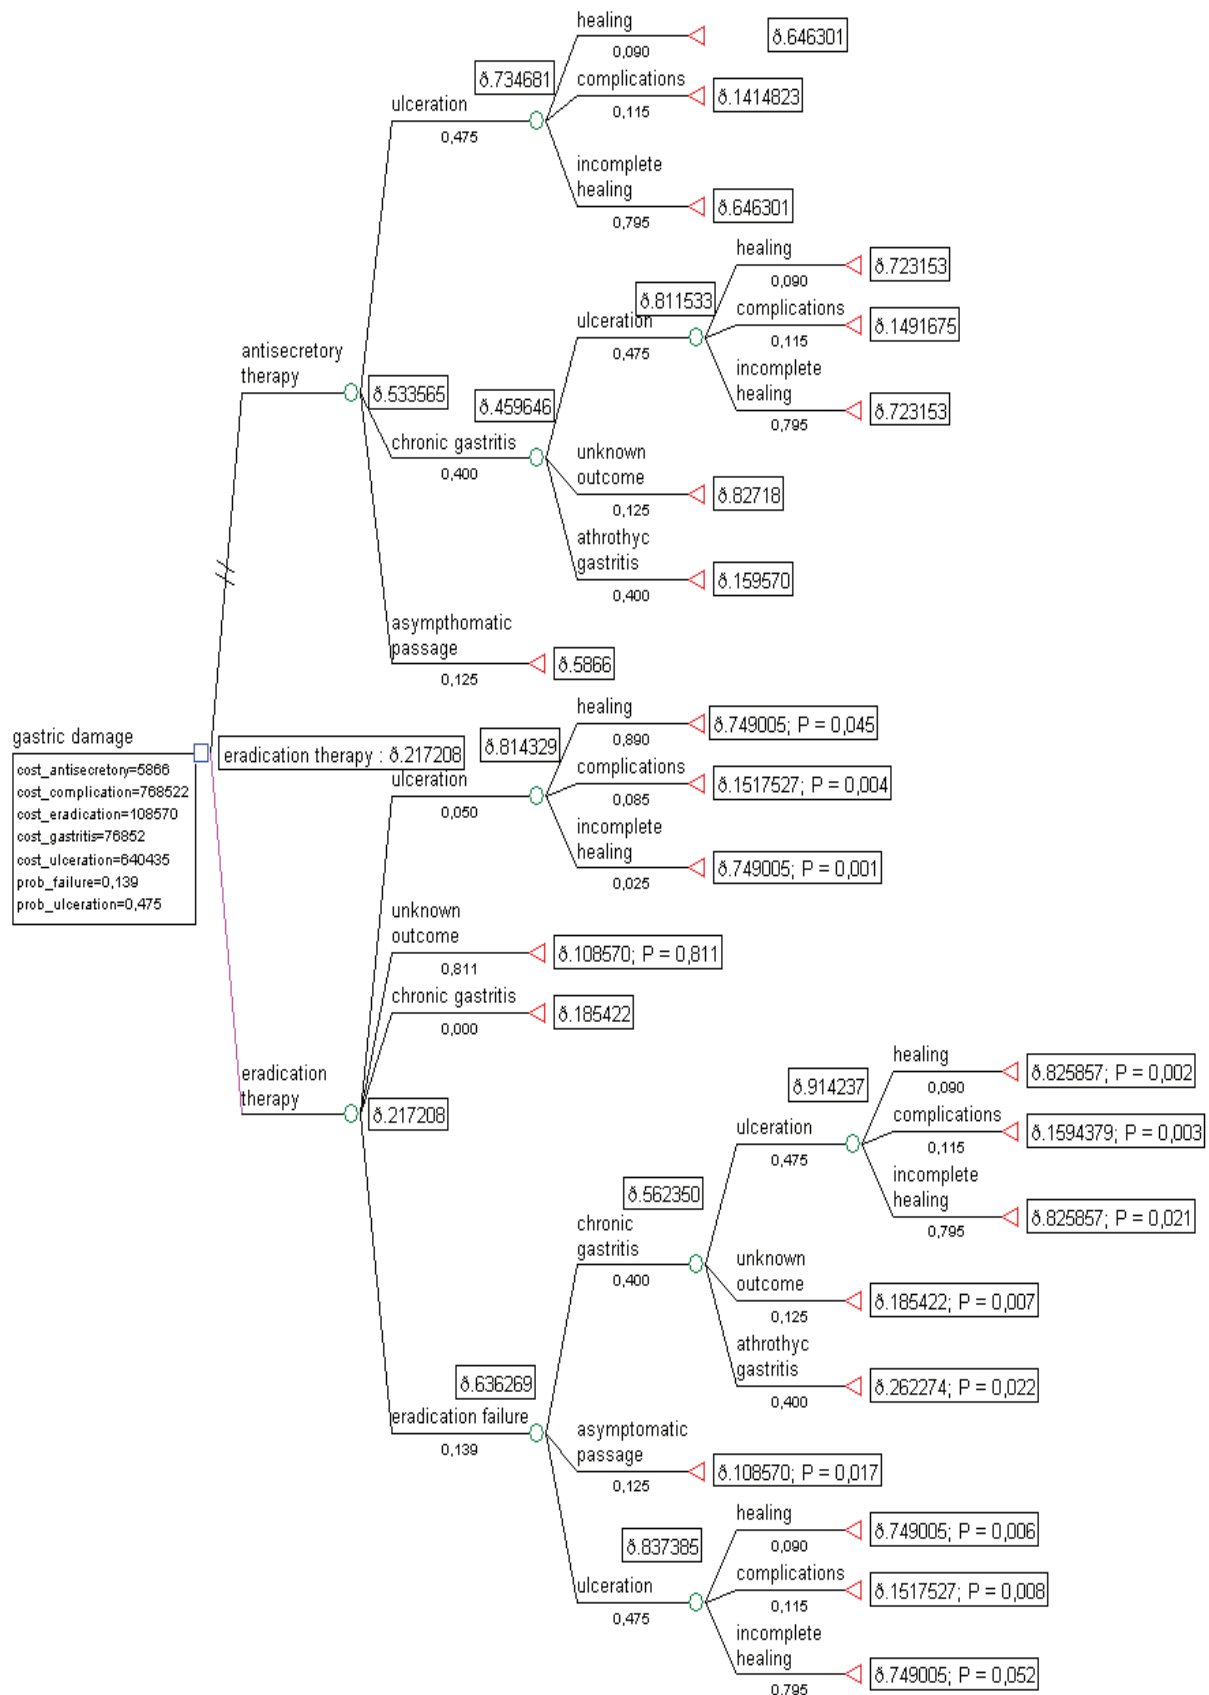 healing
0,090
ð.646301
ð.734681
complications
0,115
ð.1414823
ulceration
0,475
incomplete
healing
0,795
ð.646301
healing
0,090
ð.723153
ð.811533
complications
0,115
ð.1491675
ulceration
0,475
incomplete
healing
0,795
ð.723153
antisecretory
therapy
ð.533565
ð.459646
chronic gastritis
0,400
unknown
outcome
0,125
ð.82718
athrothyc
gastritis
0,400
ð.159570
asympthomatic
passage
0,125
ð.5866
gastric damage
cost_antisecretory=5866
cost_complication=768522
cost_eradication=108570
cost_gastritis=76852
cost_ulceration=640435
prob_failure=0,139
prob_ulceration=0,475
eradication therapy : ð.217208
healing
0,890
ð.749005; P = 0,045
ð.814329
complications
0,085
ð.1517527; P = 0,004
ulceration
0,050
incomplete
healing
0,025
ð.749005; P = 0,001
unknown
outcome
0,811
ð.108570; P = 0,811
chronic gastritis
0,000
ð.185422
eradication
therapy
ð.217208
healing
0,090
ð.825857; P = 0,002
ð.914237
complications
0,115
ð.1594379; P = 0,003
ulceration
0,475
incomplete
healing
0,795
ð.825857; P = 0,021
ð.562350
chronic
gastritis
0,400
unknown
outcome
0,125
ð.185422; P = 0,007
athrothyc
gastritis
0,400
ð.262274; P = 0,022
ð.636269
eradication failure
0,139
asymptomatic
passage
0,125
ð.108570; P = 0,017
healing
0,090
ð.749005; P = 0,006
ð.837385
complications
0,115
ð.1517527; P = 0,008
ulceration
0,475
incomplete
healing
0,795
ð.749005; P = 0,052